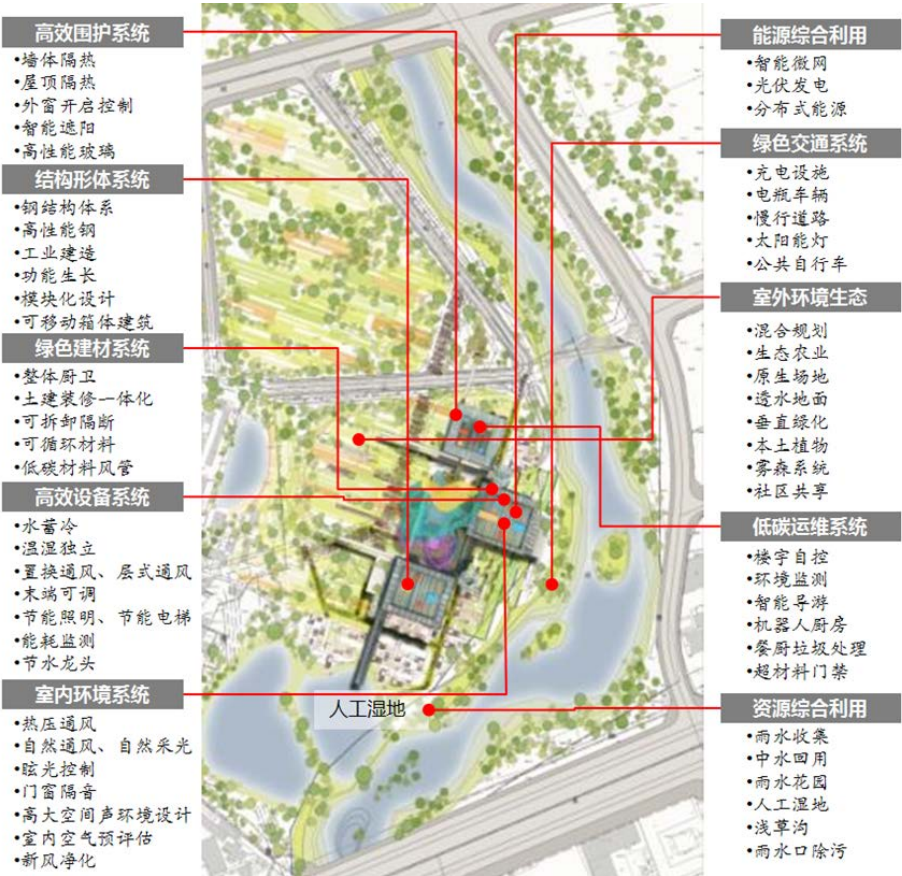 高效围护系统
•墙体隔热
•屋顶隔热
•外窗开启控制
•智能遮阳
•高性能玻璃
结构形体系统
•钢结构体系
•高性能钢
•工业建造
•功能生长
•模块化设计
•可移动箱体建筑
绿色建材系统
•整体厨卫
•土建装修一体化
•可拆卸隔断
•可循环材料
•低碳材料风管
高效设备系统
•水蓄冷
•温湿独立
•置换通风、层式通风
•末端可调
•节能照明、节能电梯
•能耗监测
•节水龙头
室内环境系统
•热压通风
•自然通风、自然采光
•眩光控制
•门窗隔音
•高大空间声环境设计
•室内空气预评估
•新风净化
人工湿地
能源综合利用
•智能微网
•光伏发电
•分布式能源
绿色交通系统
•充电设施
•电瓶车辆
•慢行道路
•太阳能灯
•公共自行车
室外环境生态
•混合规划
•生态农业
•原生场地
•透水地面
•垂直绿化
•本土植物
•雾森系统
•社区共享
低碳运维系统
•楼宇自控
•环境监测
•智能导游
•机器人厨房
•餐厨垃圾处理
•超材料门禁
资源综合利用
•雨水收集
•中水回用
•雨水花园
•人工湿地
•浅草沟
•雨水口除污